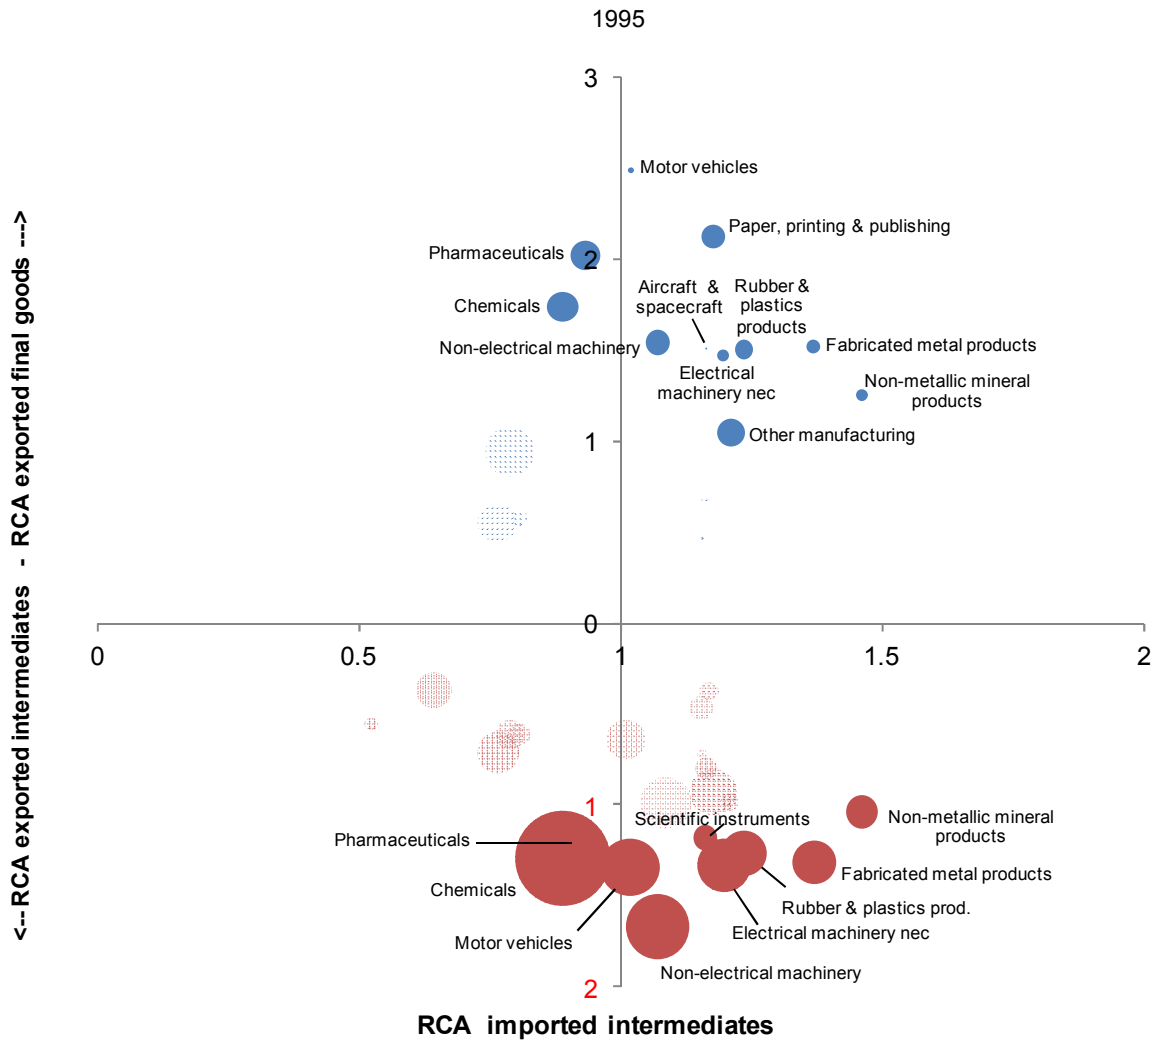 1995
3
Motor vehicles
Paper, printing & publishing
Pharmaceuticals
2
Aircraft &
spacecraft
Rubber &
plastics
products
Chemicals
Non-electrical machinery
Fabricated metal products
Electrical
machinery nec
Non-metallic mineral
products
1
Other manufacturing
<-- RCA exported intermediates - RCA exported final goods --->
0
0
0.5
1
1.5
2
1
Scientific instruments
Non-metallic mineral
products
Pharmaceuticals
Chemicals
Fabricated metal products
Rubber & plastics prod.
Electrical machinery nec
Motor vehicles
Non-electrical machinery
2
RCA imported intermediates